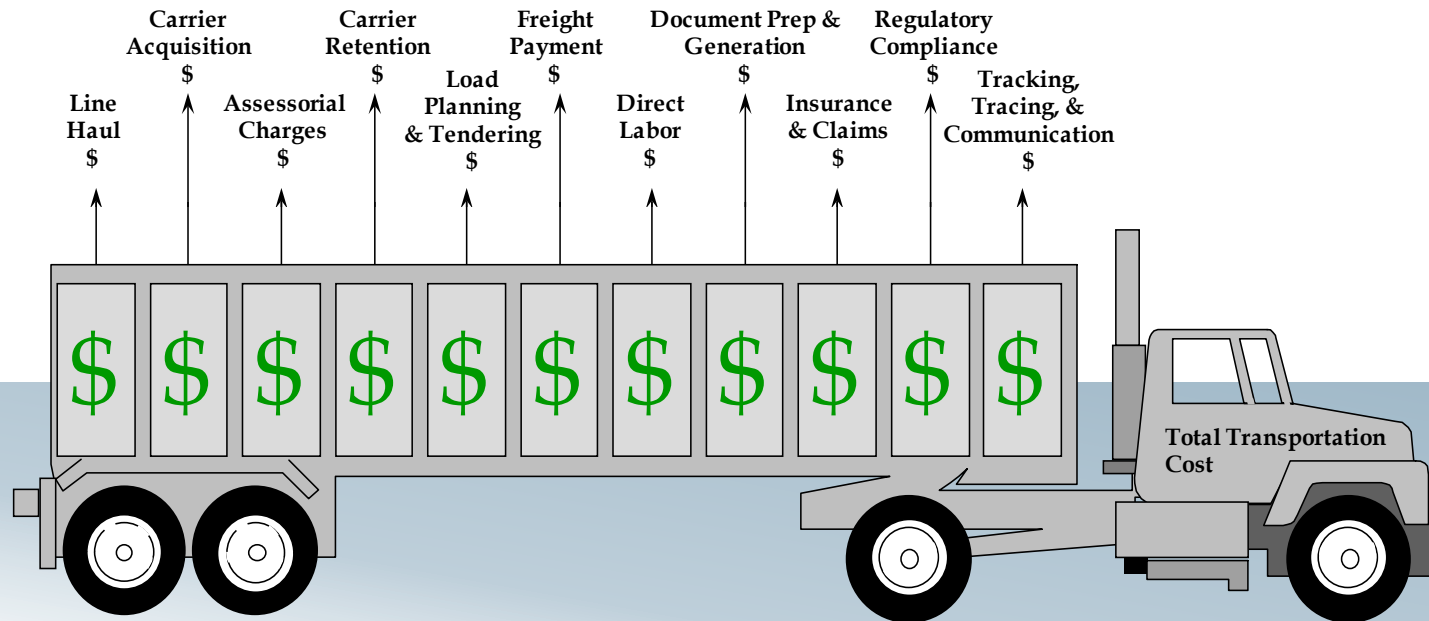 Line
Haul
$
Carrier
Acquisition
$
Assessorial
Charges
$
Carrier
Retention
$
Load
Planning
& Tendering
$
Freight
Payment
$
Direct
Labor
$
Document Prep &
Generation
$
Insurance
& Claims
$
Regulatory
Compliance
$
Tracking,
Tracing, &
Communication
$
$ $ $ $ $ $ $ $ $ $ $
Total Transportation
Cost